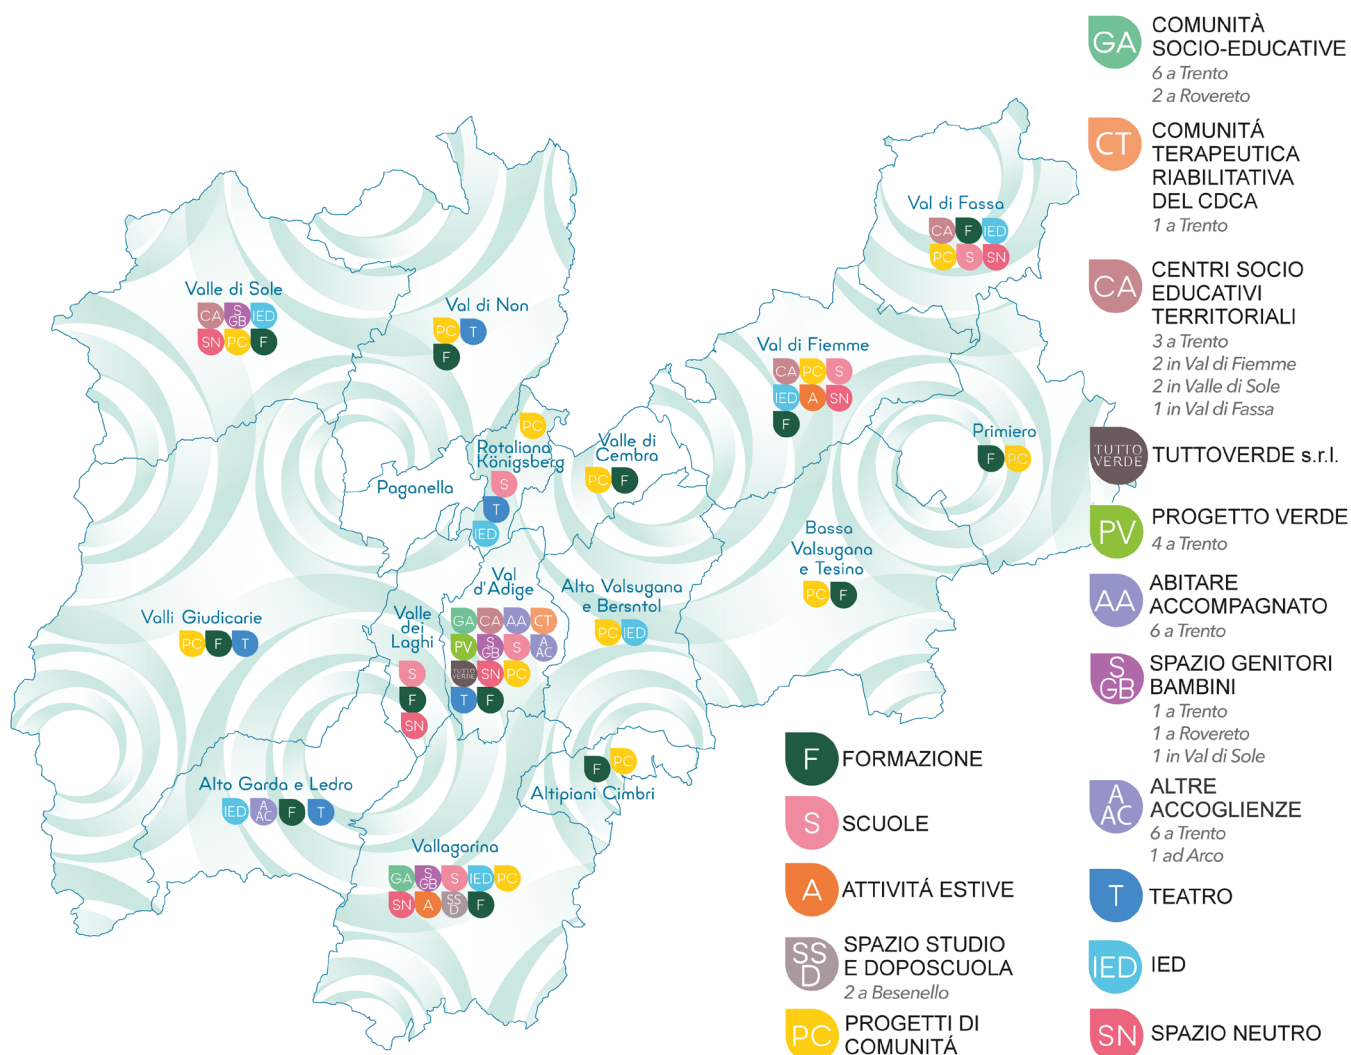 Val di Fassa
CA F IED
PC S SN
Valle di Sole
CA S GB IED
SN PC F
Val di Non
PC T
F
Val di Fiemme
CA PC S
IED A SN
F
Primiero
F PC
PC
Rotaliana
Königsberg
S
T
IED
Valle di
Cembra
PC F
Paganella
Bassa
Valsugana
e Tesino
PC F
Val
d'Adige
GA CA AA CT
PV S GB S A AC
TUTTO VERDE SN PC
T F
Alto Valsugana
e Bersntol
PC IED
Valle
dei
Laghi
S
F
SN
Valli Giudicarie
PC F T
Alto Garda e Ledro
IED A AC F T
F PC
Altipiani Cimbri
Vallagarina
GA S GB S IED PC
SN A SS D F
GA
COMUNITÀ
SOCIO-EDUCATIVE
6 a Trento
2 a Rovereto
CT
COMUNITÁ
TERAPEUTICA
RIABILITATIVA
DEL CDCA
1 a Trento
CA
CENTRI SOCIO
EDUCATIVI
TERRITORIALI
3 a Trento
2 in Val di Fiemme
2 in Valle di Sole
1 in Val di Fassa
TUTTO
VERDE
TUTTOVERDE s.r.l.
PV
PROGETTO VERDE
4 a Trento
AA
ABITARE
ACCOMPAGNATO
6 a Trento
S
GB
SPAZIO GENITORI
BAMBINI
1 a Trento
1 a Rovereto
1 in Val di Sole
A
AC
ALTRE
ACCOGLIENZE
6 a Trento
1 ad Arco
T
TEATRO
IED
IED
SN
SPAZIO NEUTRO
F
FORMAZIONE
S
SCUOLE
A
ATTIVITÁ ESTIVE
SS
D
SPAZIO STUDIO
E DOPOSCUOLA
2 a Besenello
PC
PROGETTI DI
COMUNITÁ